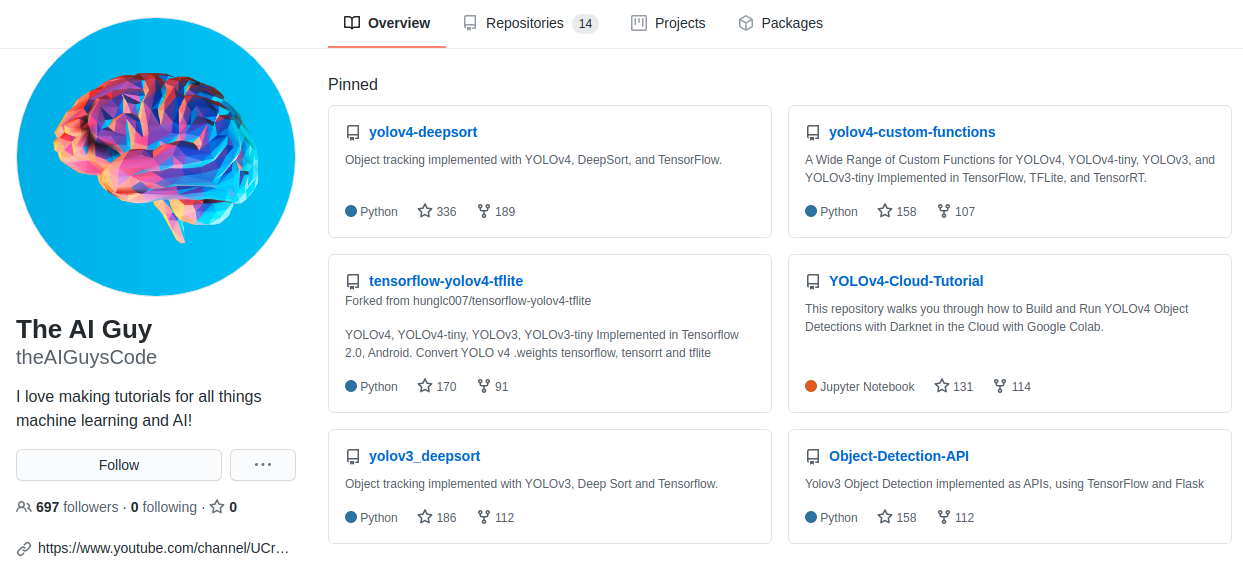 Overview
Repositories 14
Projects
Packages
The AI Guy
theAIGuysCode
I love making tutorials for all things
machine learning and AI!
Follow
...
697 followers · 0 following · 0
https://www.youtube.com/channel/UCr…
Pinned
yolov4-deepsort
Object tracking implemented with YOLOv4, DeepSort, and TensorFlow.
Python 336 189
yolov4-custom-functions
A Wide Range of Custom Functions for YOLOv4, YOLOv4-tiny, YOLOv3, and
YOLOv3-tiny Implemented in TensorFlow, TFLite, and TensorRT.
Python 158 107
tensorflow-yolov4-tflite
Forked from hunglc007/tensorflow-yolov4-tflite
YOLOv4, YOLOv4-tiny, YOLOv3, YOLOv3-tiny Implemented in Tensorflow
2.0, Android. Convert YOLO v4 .weights tensorflow, tensorrt and tflite
Python 170 91
YOLOv4-Cloud-Tutorial
This repository walks you through how to Build and Run YOLOv4 Object
Detections with Darknet in the Cloud with Google Colab.
Jupyter Notebook 131 114
yolov3_deepsort
Object tracking implemented with YOLOv3, Deep Sort and Tensorflow.
Python 186 112
Object-Detection-API
Yolov3 Object Detection implemented as APIs, using TensorFlow and Flask
Python 158 112